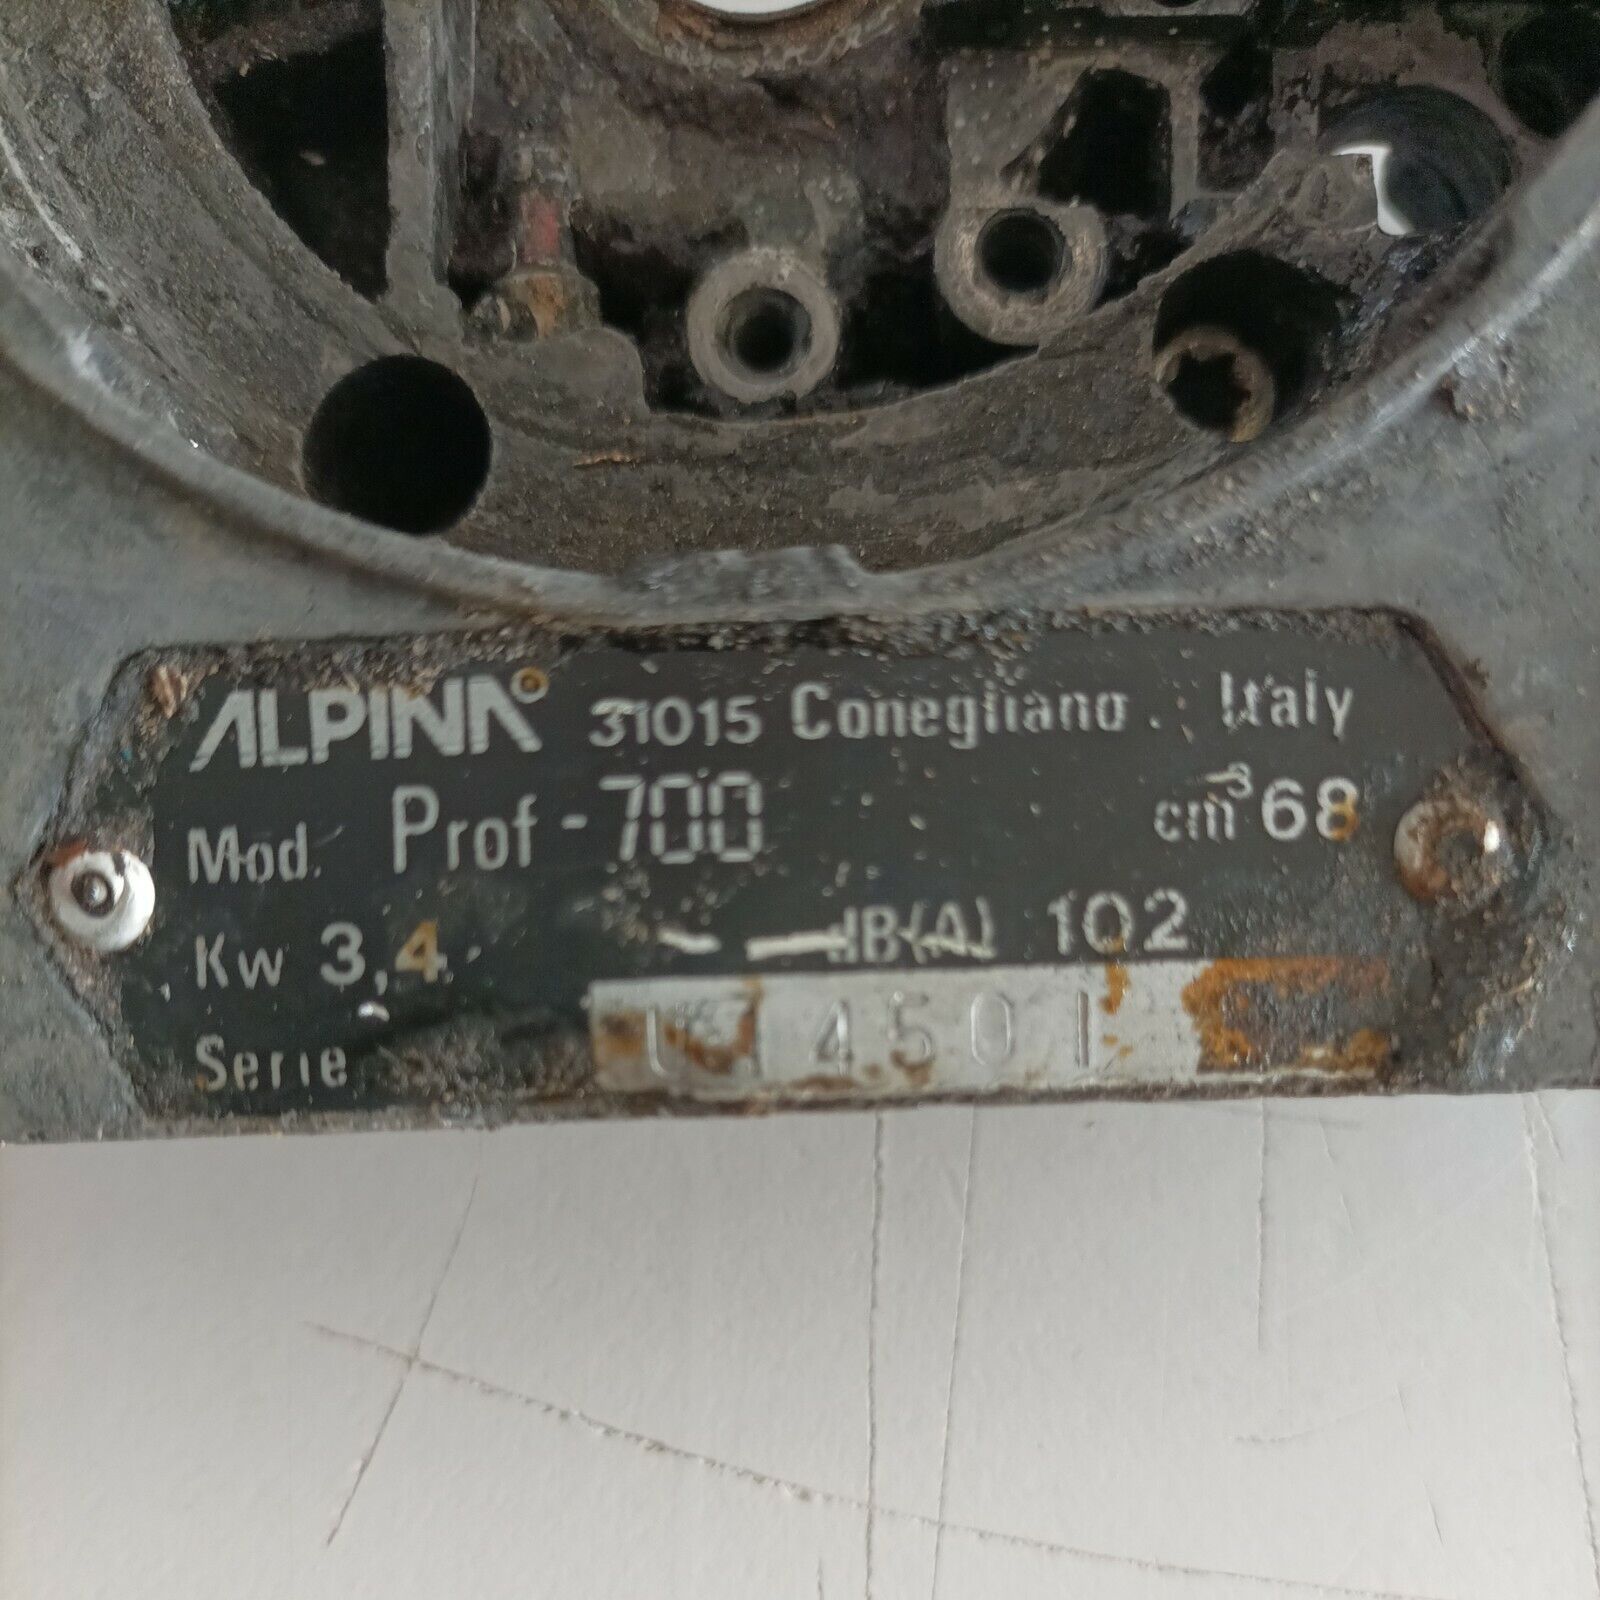 ALPINA 31015 Conegliano . Italy
Mod. Prof-700 cm³ 68
Kw 3,4 dB(A) 102
Serie 4501